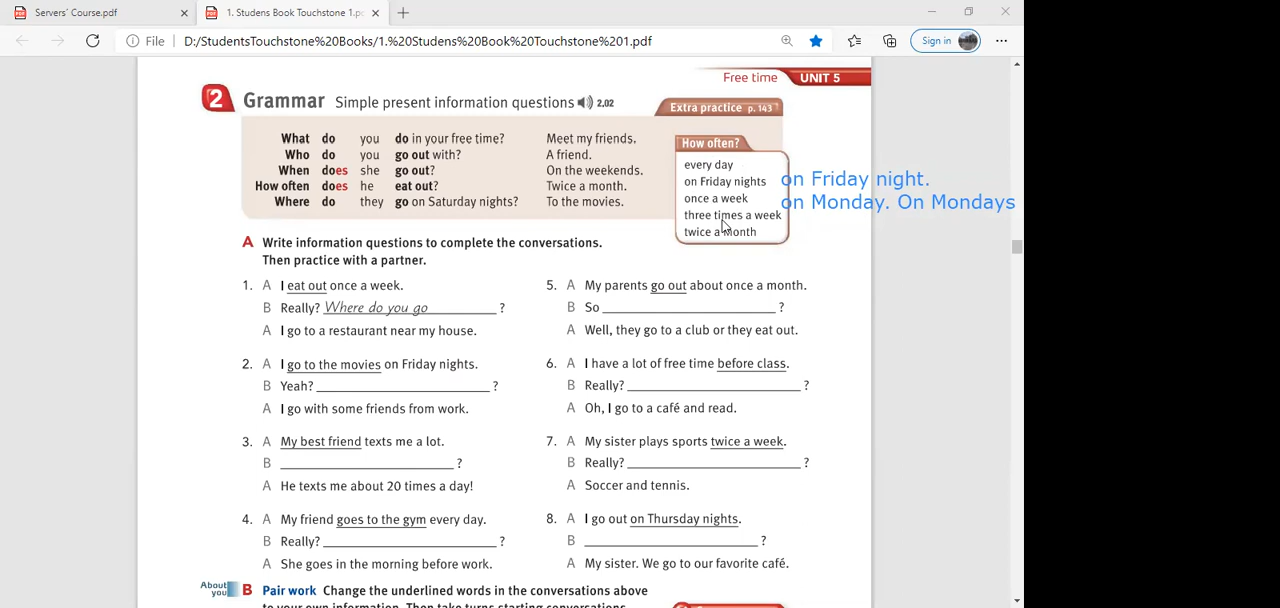 Servers' Course.pdf
1. Studens Book Touchstone 1.p
File D:/StudentsTouchstone%20Books/1.%20Studens%20Book%20Touchstone%201.pdf
Sign in
Free time UNIT 5
2 Grammar Simple present information questions 2.02
Extra practice p. 143
What do you do in your free time? Meet my friends.
Who do you go out with? A friend.
When does she go out? On the weekends.
How often does he eat out? Twice a month.
Where do they go on Saturday nights? To the movies.
How often?
every day
on Friday nights
once a week
three times a week
twice a month
on Friday night.
on Monday. On Mondays
A Write information questions to complete the conversations.
Then practice with a partner.
1. A I eat out once a week.
B Really? Where do you go ?
A I go to a restaurant near my house.
2. A I go to the movies on Friday nights.
B Yeah? ?
A I go with some friends from work.
3. A My best friend texts me a lot.
B ?
A He texts me about 20 times a day!
4. A My friend goes to the gym every day.
B Really? ?
A She goes in the morning before work.
5. A My parents go out about once a month.
B So ?
A Well, they go to a club or they eat out.
6. A I have a lot of free time before class.
B Really? ?
A Oh, I go to a café and read.
7. A My sister plays sports twice a week.
B Really? ?
A Soccer and tennis.
8. A I go out on Thursday nights.
B ?
A My sister. We go to our favorite café.
About you B Pair work Change the underlined words in the conversations above
to your own information. Then take turns starting conversations.